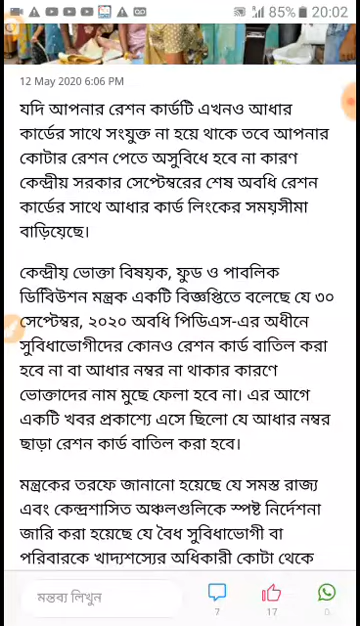 85% 20:02
12 May 2020 6:06 PM
যদি আপনার রেশন কার্ডটি এখনও আধার
কার্ডের সাথে সংযুক্ত না হয়ে থাকে তবে আপনার
কোটার রেশন পেতে অসুবিধে হবে না কারণ
কেন্দ্রীয় সরকার সেপ্টেম্বরের শেষ অবধি রেশন
কার্ডের সাথে আধার কার্ড লিংকের সময়সীমা
বাড়িয়েছে।
কেন্দ্রীয় ভোক্তা বিষয়ক, ফুড ও পাবলিক
ডিবিিউশন মন্ত্রক একটি বিজ্ঞপ্তিতে বলেছে যে ৩০
সেপ্টেম্বর, ২০২০ অবধি পিডিএস-এর অধীনে
সুবিধাভোগীদের কোনও রেশন কার্ড বাতিল করা
হবে না বা আধার নম্বর না থাকার কারণে
ভোক্তাদের নাম মুছে ফেলা হবে না। এর আগে
একটি খবর প্রকাশ্যে এসে ছিলো যে আধার নম্বর
ছাড়া রেশন কার্ড বাতিল করা হবে।
মন্ত্রকের তরফে জানানো হয়েছে যে সমস্ত রাজ্য
এবং কেন্দ্রশাসিত অঞ্চলগুলিকে স্পষ্ট নির্দেশনা
জারি করা হয়েছে যে বৈধ সুবিধাভোগী বা
পরিবারকে খাদ্যশস্যের অধিকারী কোটা থেকে
মন্তব্য লিখুন
7 17 0